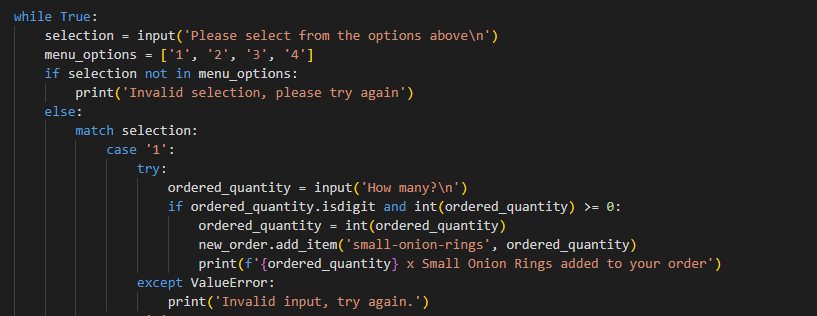 while True:
    selection = input('Please select from the options above\n')
    menu_options = ['1', '2', '3', '4']
    if selection not in menu_options:
        print('Invalid selection, please try again')
    else:
        match selection:
            case '1':
                try:
                    ordered_quantity = input('How many?\n')
                    if ordered_quantity.isdigit and int(ordered_quantity) >= 0:
                        ordered_quantity = int(ordered_quantity)
                        new_order.add_item('small-onion-rings', ordered_quantity)
                        print(f'{ordered_quantity} x Small Onion Rings added to your order')
                except ValueError:
                    print('Invalid input, try again.')